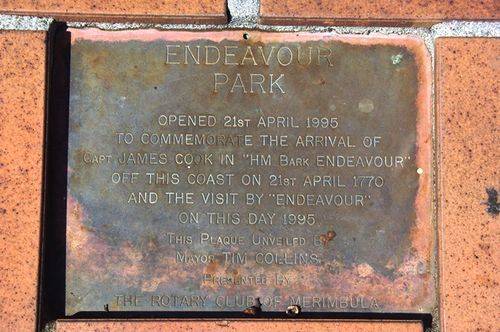 ENDEAVOUR
PARK
OPENED 21ST APRIL 1995
TO COMMEMORATE THE ARRIVAL OF
CAPT JAMES COOK IN "HM BARK ENDEAVOUR"
OFF THIS COAST ON 21ST APRIL 1770
AND THE VISIT BY "ENDEAVOUR"
ON THIS DAY 1995
THIS PLAQUE UNVEILED BY
MAYOR TIM COLLINS
PRESENTED BY
THE ROTARY CLUB OF MERIMBULA